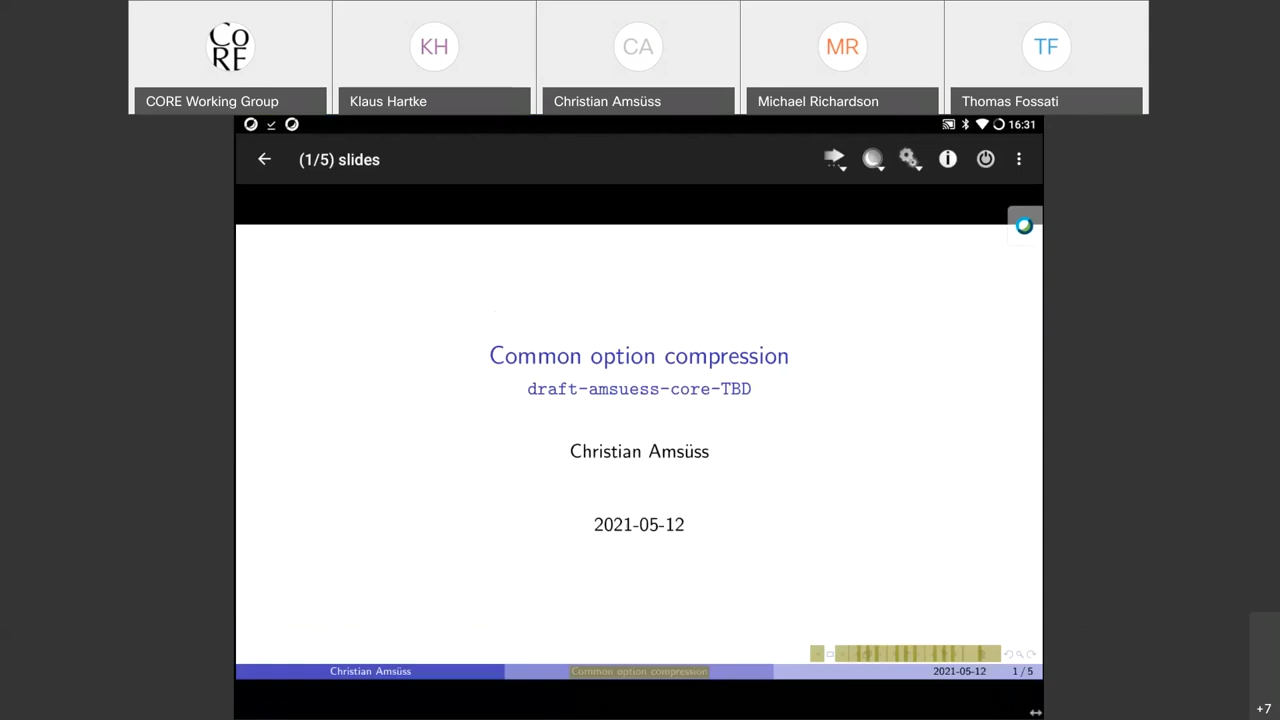 CORE
KH
CA
MR
TF
CORE Working Group
Klaus Hartke
Christian Amsüss
Michael Richardson
Thomas Fossati
16:31
(1/5) slides
Common option compression
draft-amsuess-core-TBD
Christian Amsüss
2021-05-12
Christian Amsüss
Common option compression
2021-05-12
1 / 5
+7